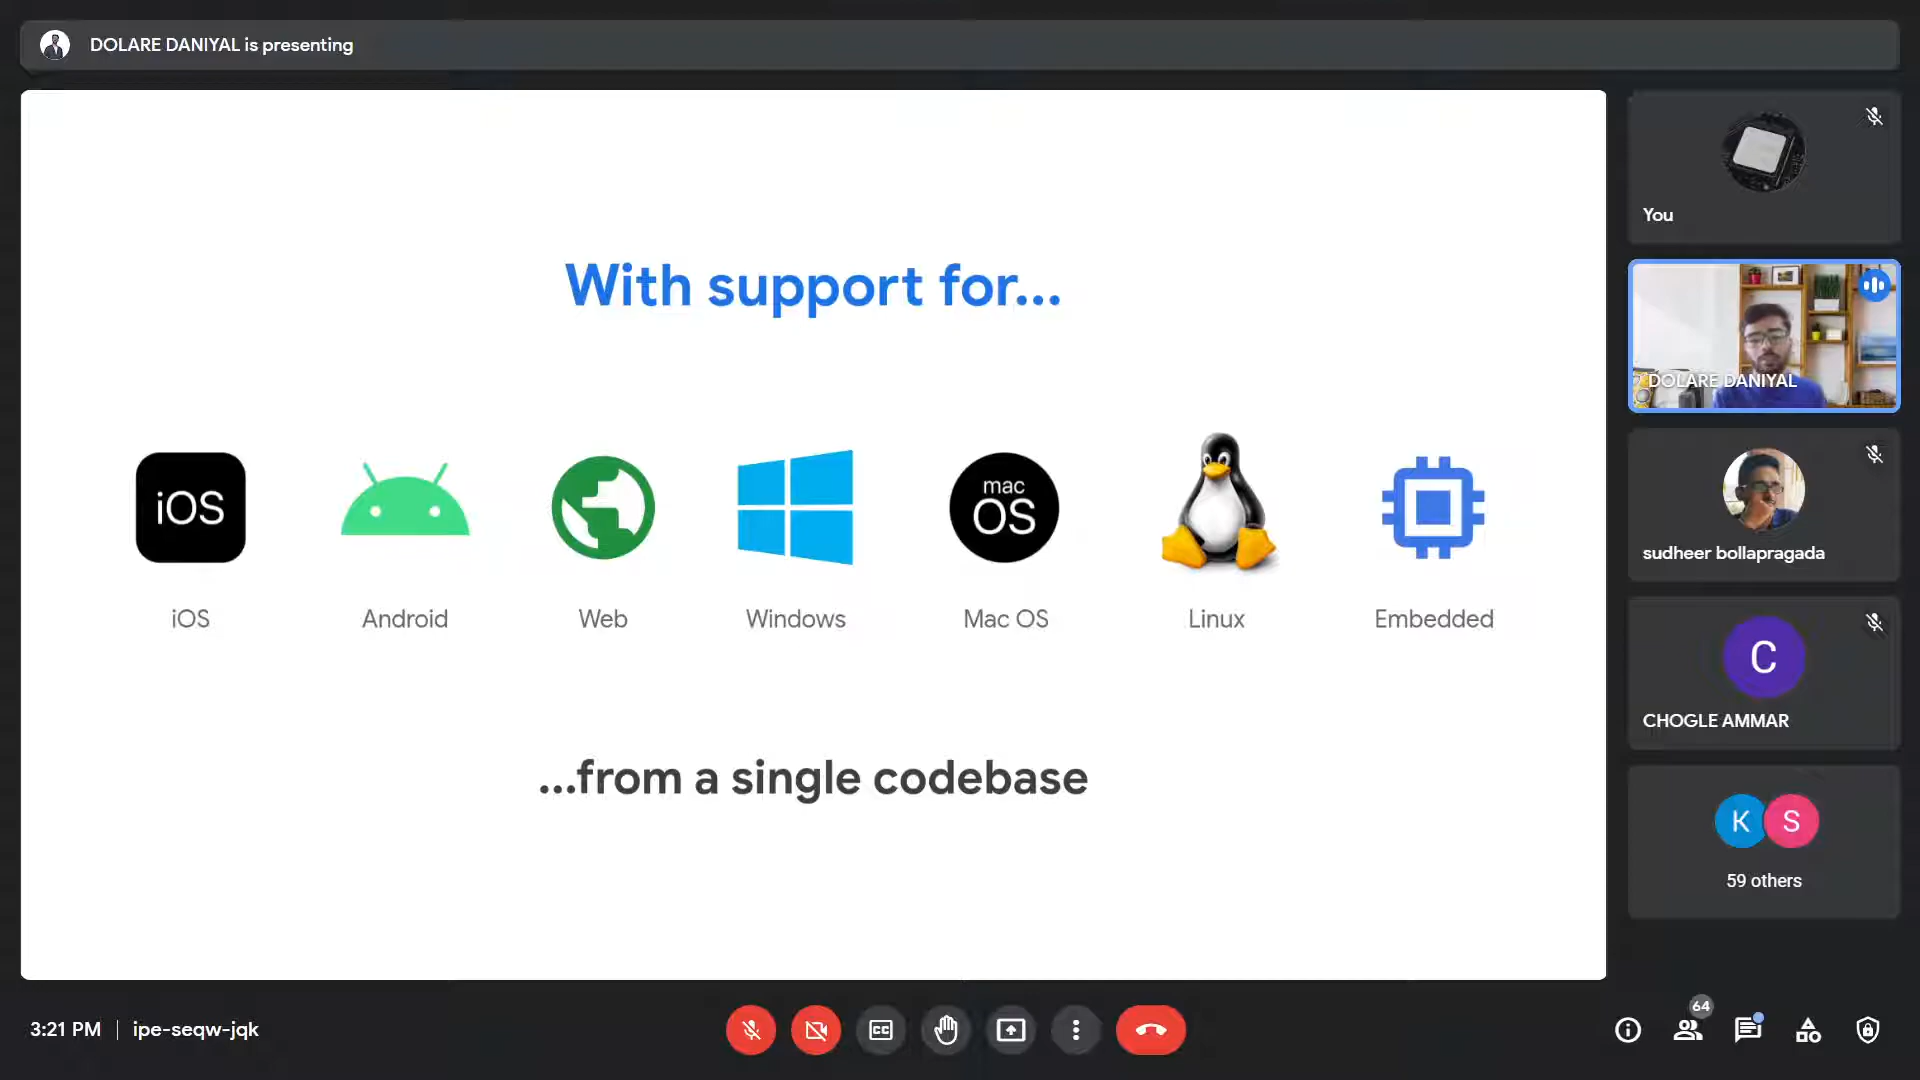 DOLARE DANIYAL is presenting
With support for...
iOS
mac
OS
iOS
Android
Web
Windows
Mac OS
Linux
Embedded
...from a single codebase
You
DOLARE DANIYAL
sudheer bollapragada
C
CHOGLE AMMAR
K
S
59 others
3:21 PM
ipe-seqw-jqk
CC
64